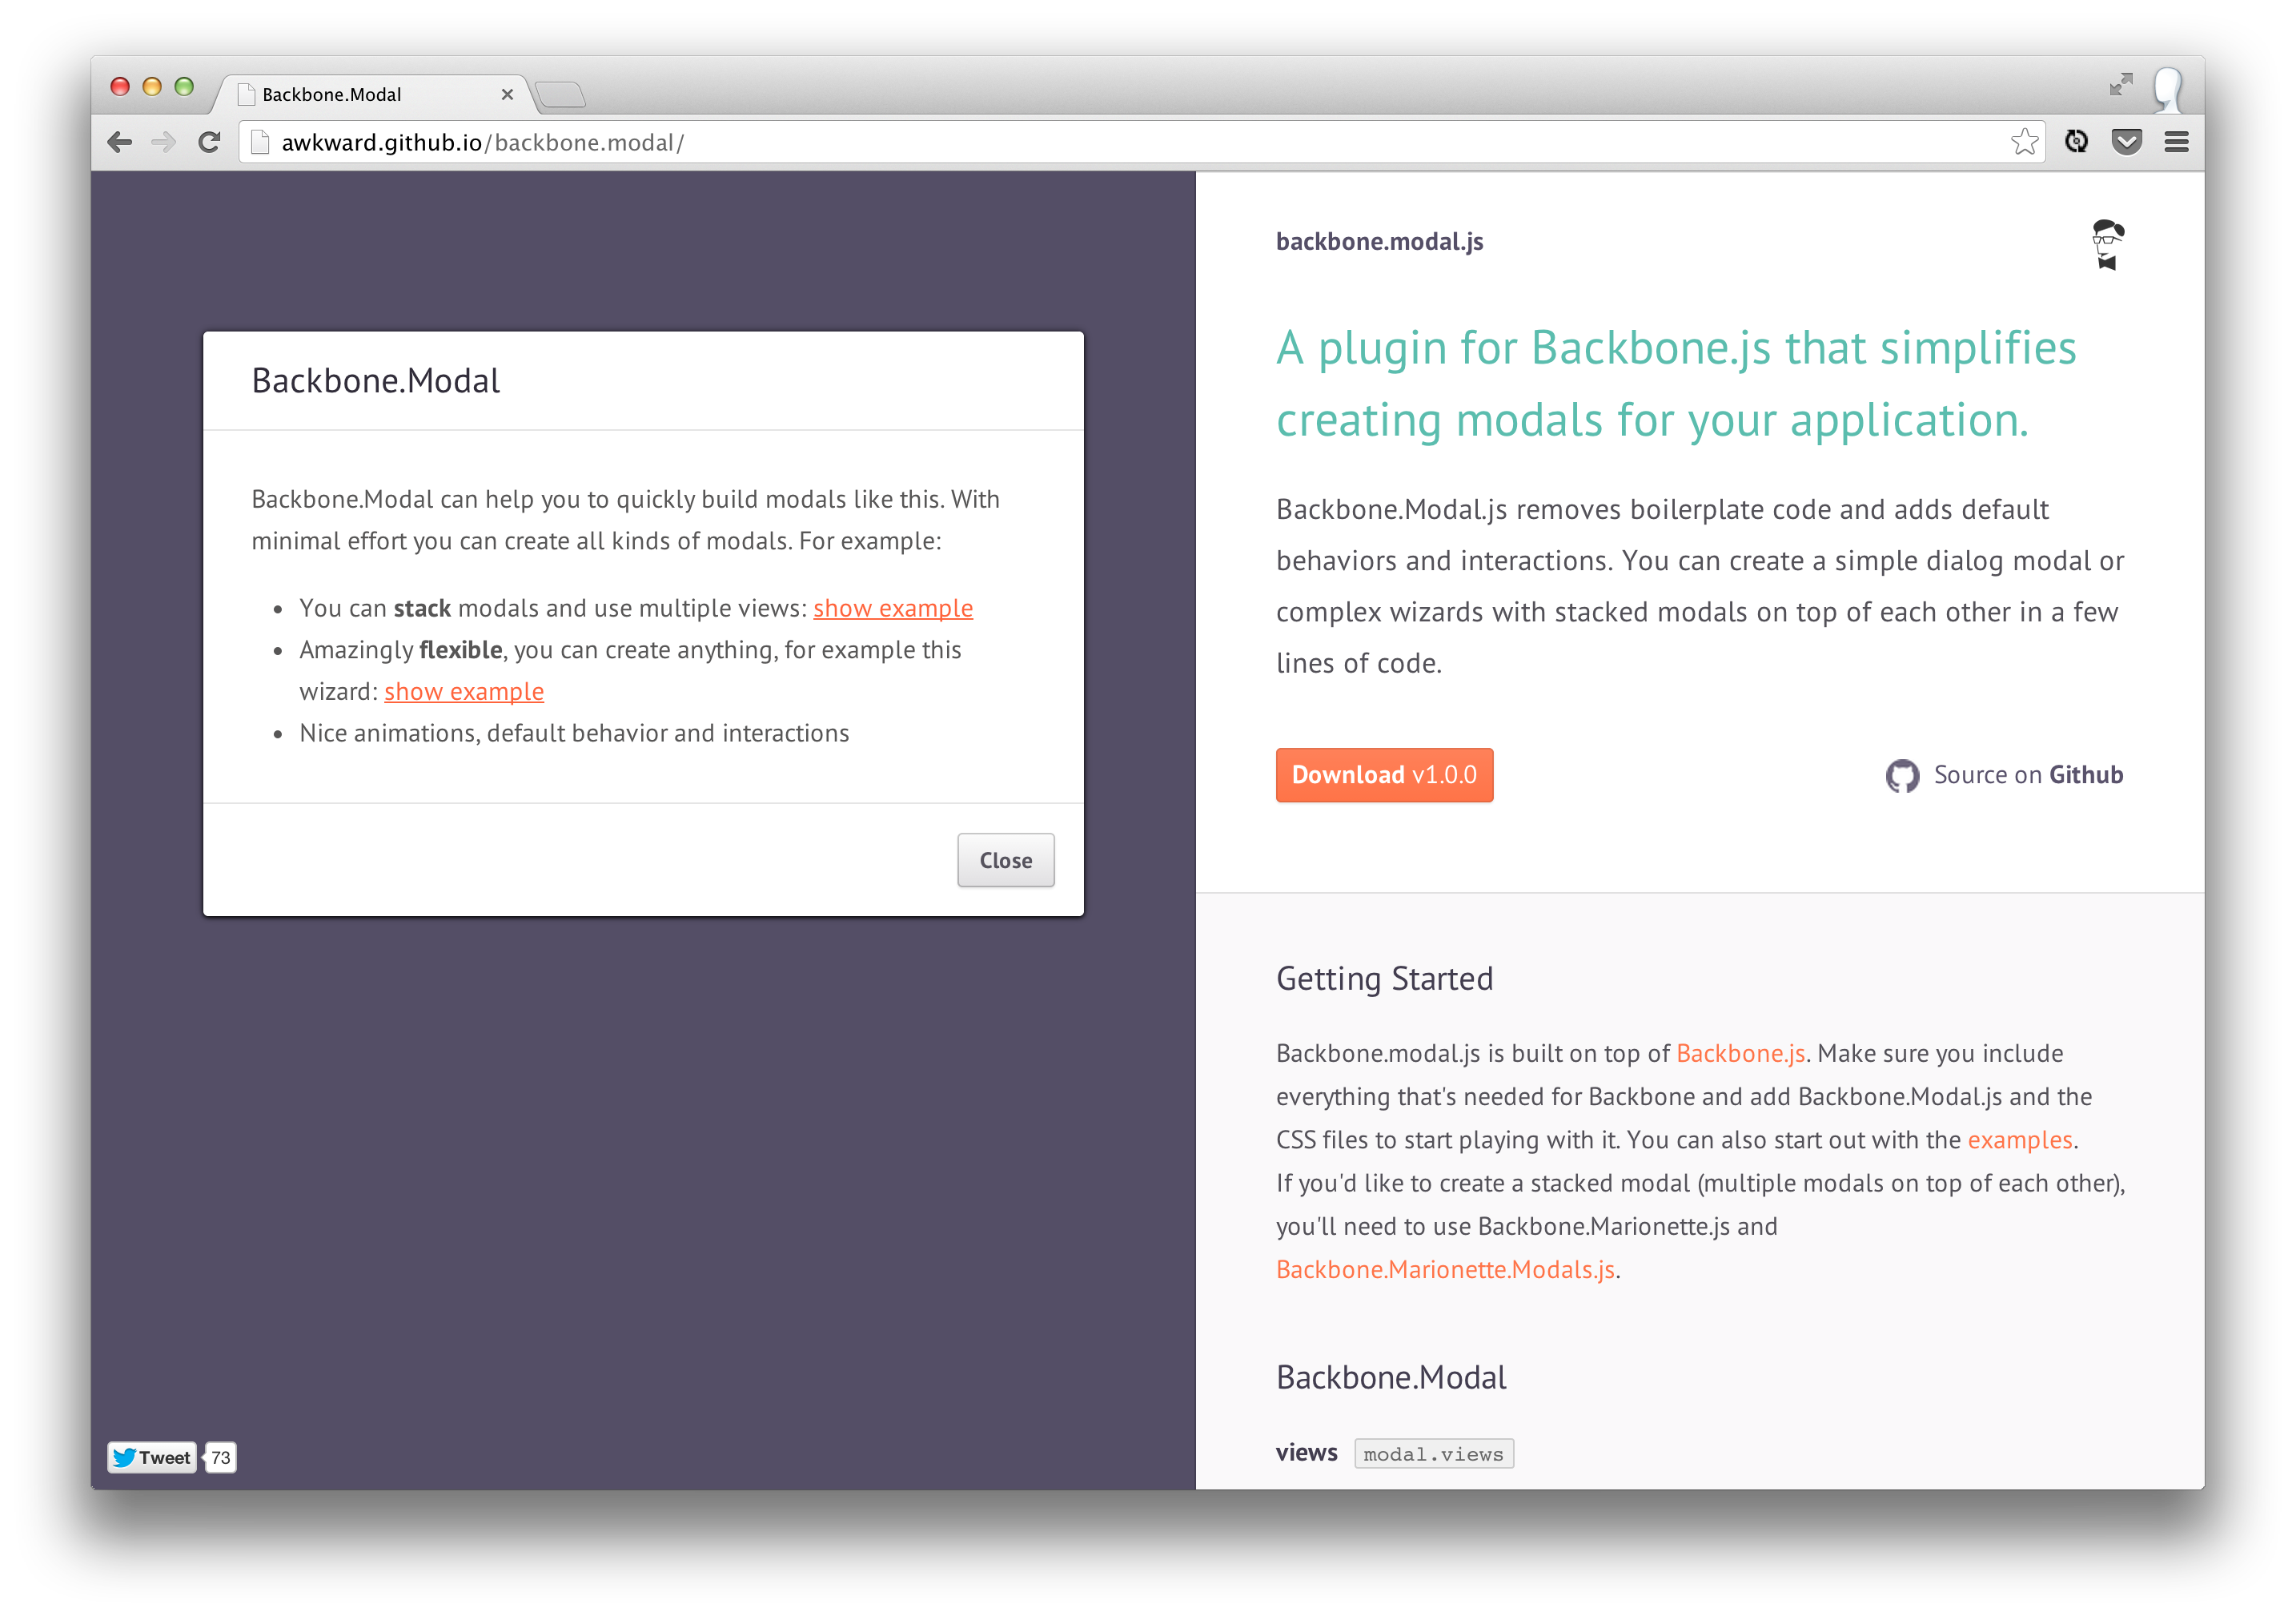 Backbone.Modal
awkward.github.io/backbone.modal/
Backbone.Modal
Backbone.Modal can help you to quickly build modals like this. With
minimal effort you can create all kinds of modals. For example:
• You can stack modals and use multiple views: show example
• Amazingly flexible, you can create anything, for example this
wizard: show example
• Nice animations, default behavior and interactions
Close
Tweet 73
backbone.modal.js
A plugin for Backbone.js that simplifies
creating modals for your application.
Backbone.Modal.js removes boilerplate code and adds default
behaviors and interactions. You can create a simple dialog modal or
complex wizards with stacked modals on top of each other in a few
lines of code.
Download v1.0.0
Source on Github
Getting Started
Backbone.modal.js is built on top of Backbone.js. Make sure you include
everything that's needed for Backbone and add Backbone.Modal.js and the
CSS files to start playing with it. You can also start out with the examples.
If you'd like to create a stacked modal (multiple modals on top of each other),
you'll need to use Backbone.Marionette.js and
Backbone.Marionette.Modals.js.
Backbone.Modal
views modal.views